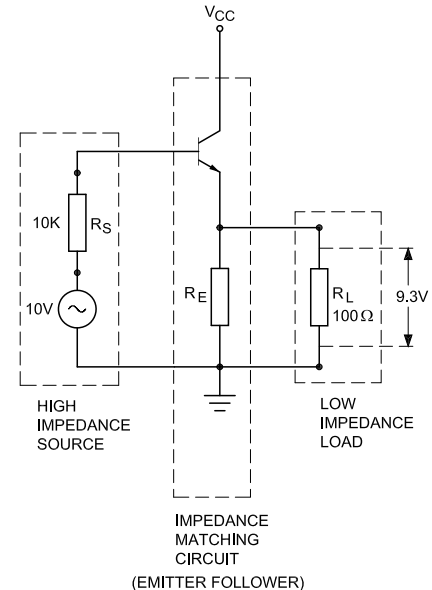 VCC
10K
RS
10V
RE
RL
100Ω
9.3V
HIGH
IMPEDANCE
SOURCE
LOW
IMPEDANCE
LOAD
IMPEDANCE
MATCHING
CIRCUIT
(EMITTER FOLLOWER)